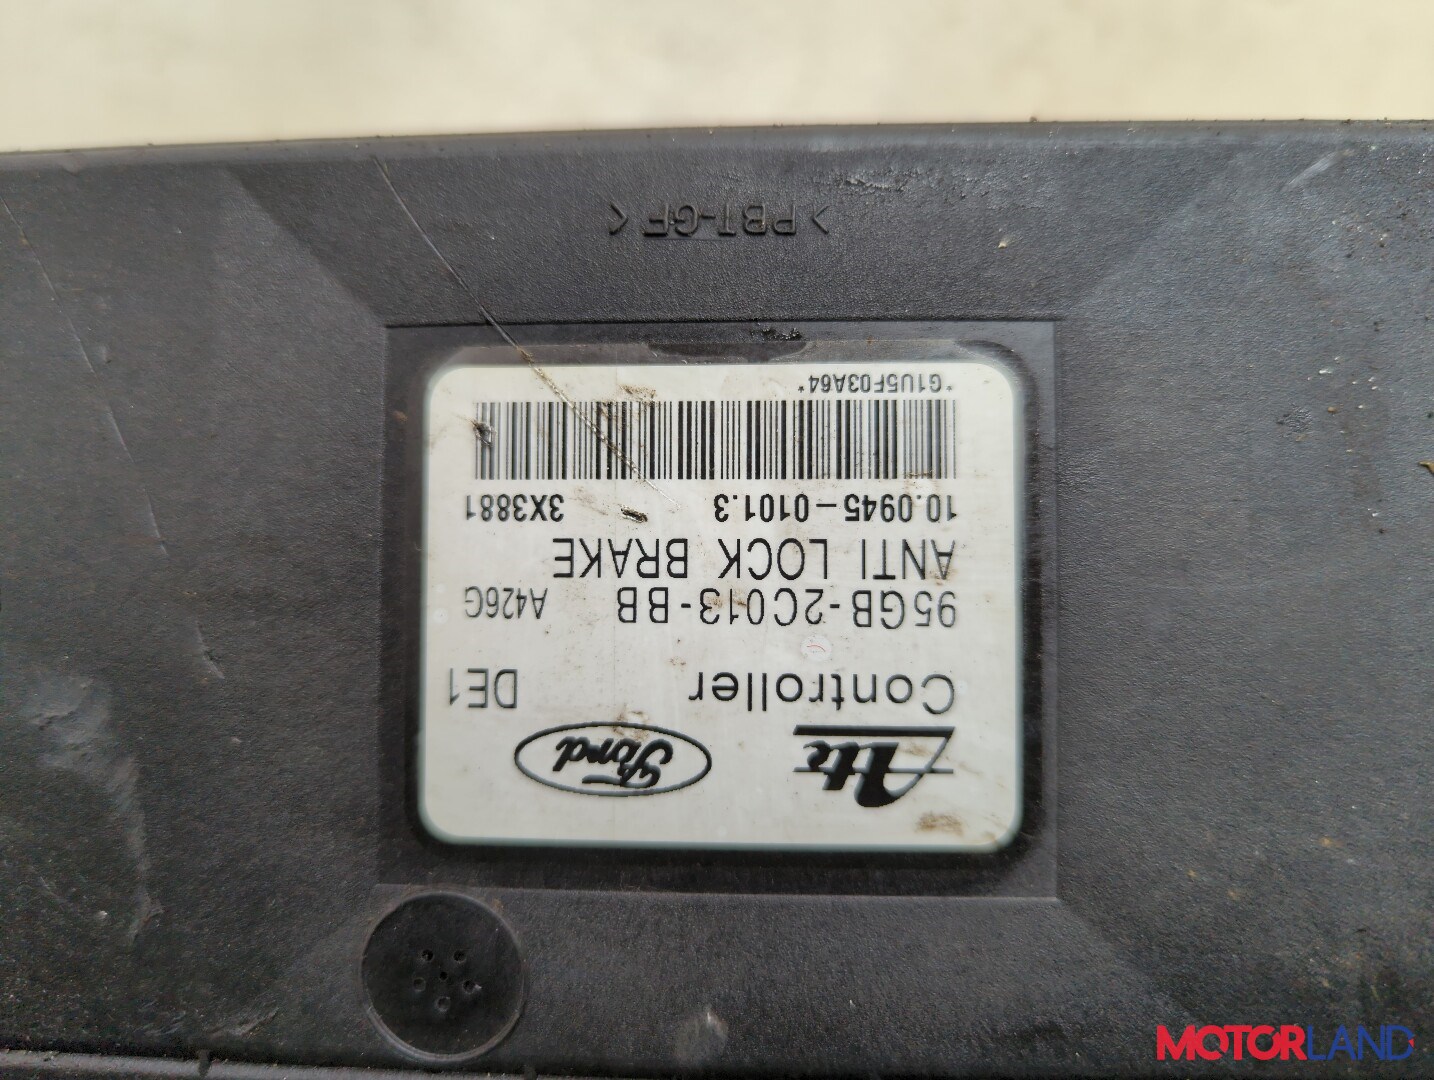 Ate
Ford
Controller DE1
95GB-2C013-BB A426G
ANTI LOCK BRAKE
10.0945-0101.3 3X3881
*G1U5F03A64*
>PBT-GF<
MOTORLAND